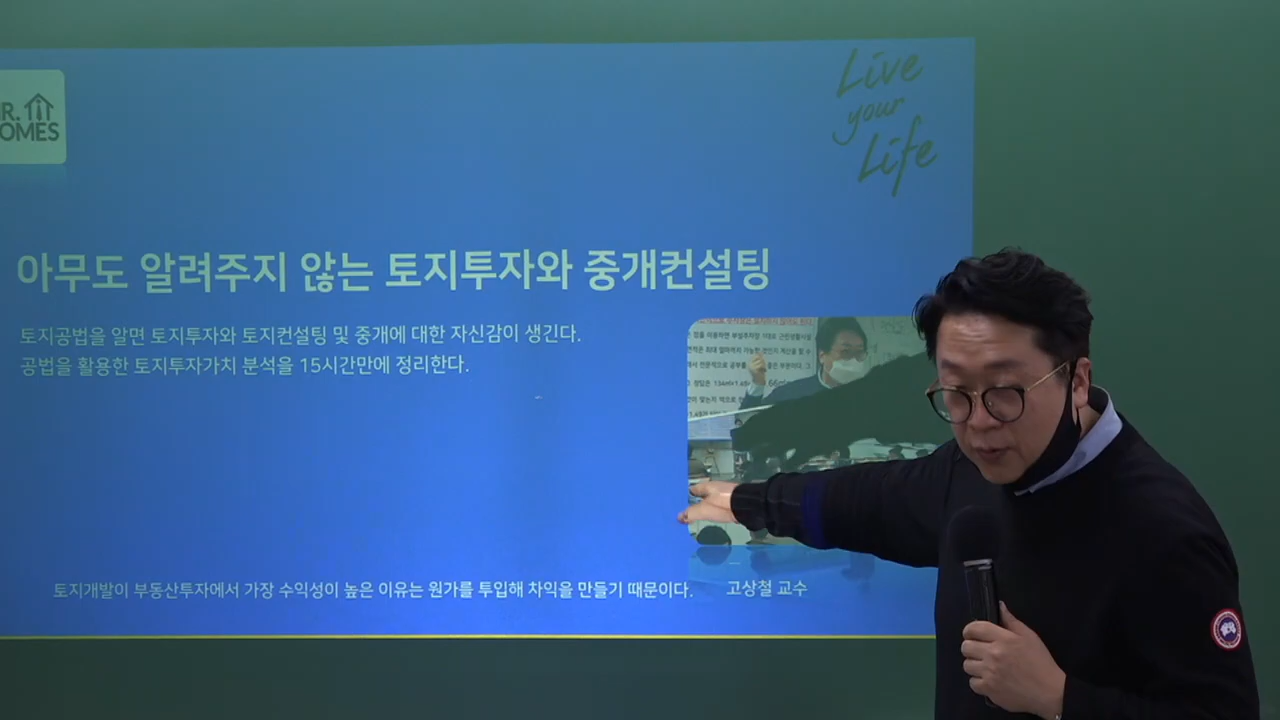 Live
your
Life
R.
OMES
아무도 알려주지 않는 토지투자와 중개컨설팅
토지공법을 알면 토지투자와 토지컨설팅 및 중개에 대한 자신감이 생긴다.
공법을 활용한 토지투자가치 분석을 15시간만에 정리한다.
토지개발이 부동산투자에서 가장 수익성이 높은 이유는 원가를 투입해 차익을 만들기 때문이다.
고상철 교수